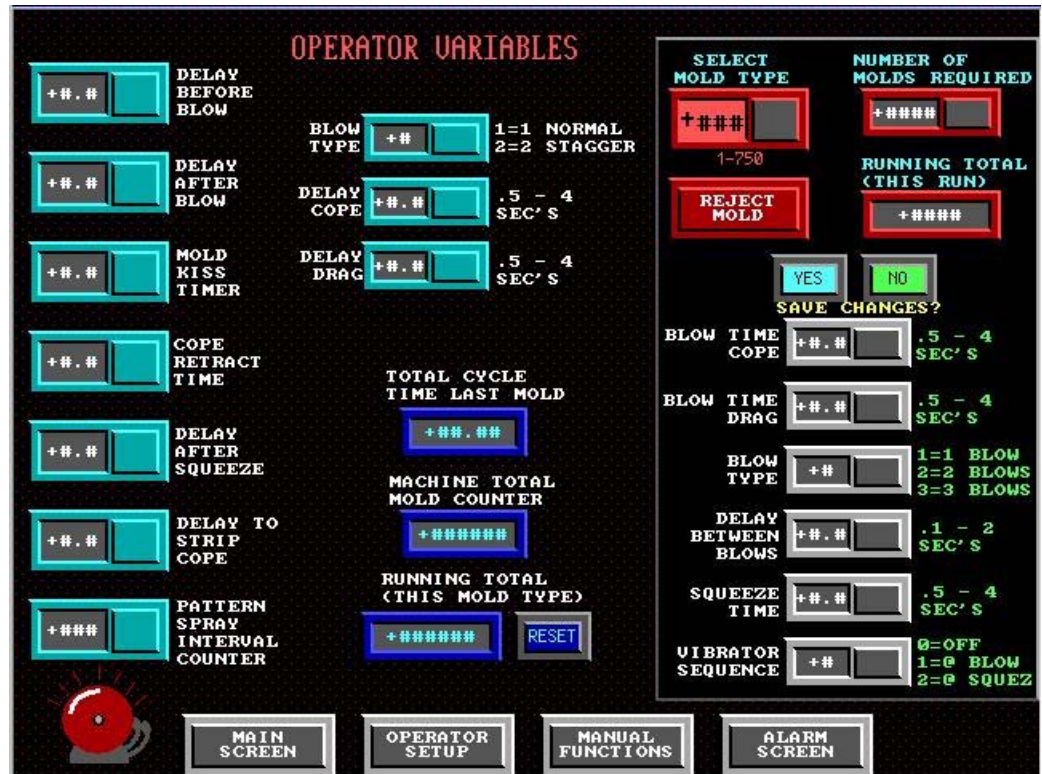 OPERATOR VARIABLES
+#.#
DELAY
BEFORE
BLOW
+#.#
DELAY
AFTER
BLOW
+#.#
MOLD
KISS
TIMER
+#.#
COPE
RETRACT
TIME
+#.#
DELAY
AFTER
SQUEEZE
+#.#
DELAY TO
STRIP
COPE
+###
PATTERN
SPRAY
INTERVAL
COUNTER
BLOW
TYPE
+#
1=1 NORMAL
2=2 STAGGER
DELAY
COPE
+#.#
.5 - 4
SEC'S
DELAY
DRAG
+#.#
.5 - 4
SEC'S
TOTAL CYCLE
TIME LAST MOLD
+##.##
MACHINE TOTAL
MOLD COUNTER
+######
RUNNING TOTAL
(THIS MOLD TYPE)
+######
RESET
SELECT
MOLD TYPE
+###
1-750
NUMBER OF
MOLDS REQUIRED
+####
REJECT
MOLD
RUNNING TOTAL
(THIS RUN)
+####
YES
NO
SAVE CHANGES?
BLOW TIME
COPE
+#.#
.5 - 4
SEC'S
BLOW TIME
DRAG
+#.#
.5 - 4
SEC'S
BLOW
TYPE
+#
1=1 BLOW
2=2 BLOWS
3=3 BLOWS
DELAY
BETWEEN
BLOWS
+#.#
.1 - 2
SEC'S
SQUEEZE
TIME
+#.#
.5 - 4
SEC'S
VIBRATOR
SEQUENCE
+#
0=OFF
1=@ BLOW
2=@ SQUEZ
MAIN
SCREEN
OPERATOR
SETUP
MANUAL
FUNCTIONS
ALARM
SCREEN